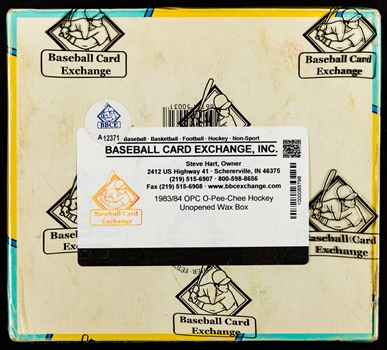 Baseball Card
Exchange
BBCE
A12371
Baseball • Basketball • Football • Hockey • Non-Sport
BASEBALL CARD EXCHANGE, INC.
Steve Hart, Owner
2412 US Highway 41 · Schererville, IN 46375
(219) 515-6907 · 800-598-8656
Fax (219) 515-6908 · www.bbcexchange.com
1983/84 OPC O-Pee-Chee Hockey
Unopened Wax Box
Baseball Card
Exchange
Baseball Card
Exchange
Baseball Card
Exchange
Baseball Card
Exchange
Baseball Card
Exchange